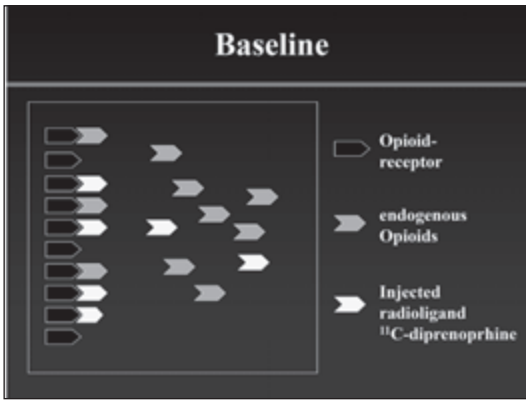 Baseline
Opioid-
receptor
endogenous
Opioids
Injected
radioligand
¹¹C-diprenoprhine